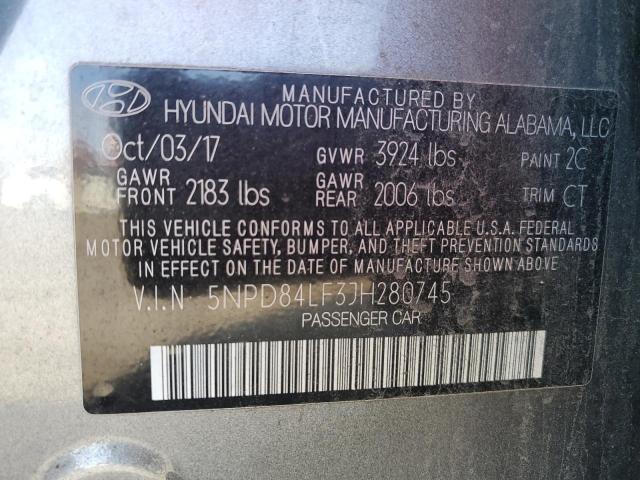 MANUFACTURED BY
HYUNDAI MOTOR MANUFACTURING ALABAMA, LLC
Oct/03/17 GVWR 3924 lbs PAINT 2C
GAWR FRONT 2183 lbs GAWR REAR 2006 lbs TRIM CT
THIS VEHICLE CONFORMS TO ALL APPLICABLE U.S.A. FEDERAL
MOTOR VEHICLE SAFETY, BUMPER, AND THEFT PREVENTION STANDARDS
IN EFFECT ON THE DATE OF MANUFACTURE SHOWN ABOVE.
V.I.N 5NPD84LF3JH280745
PASSENGER CAR